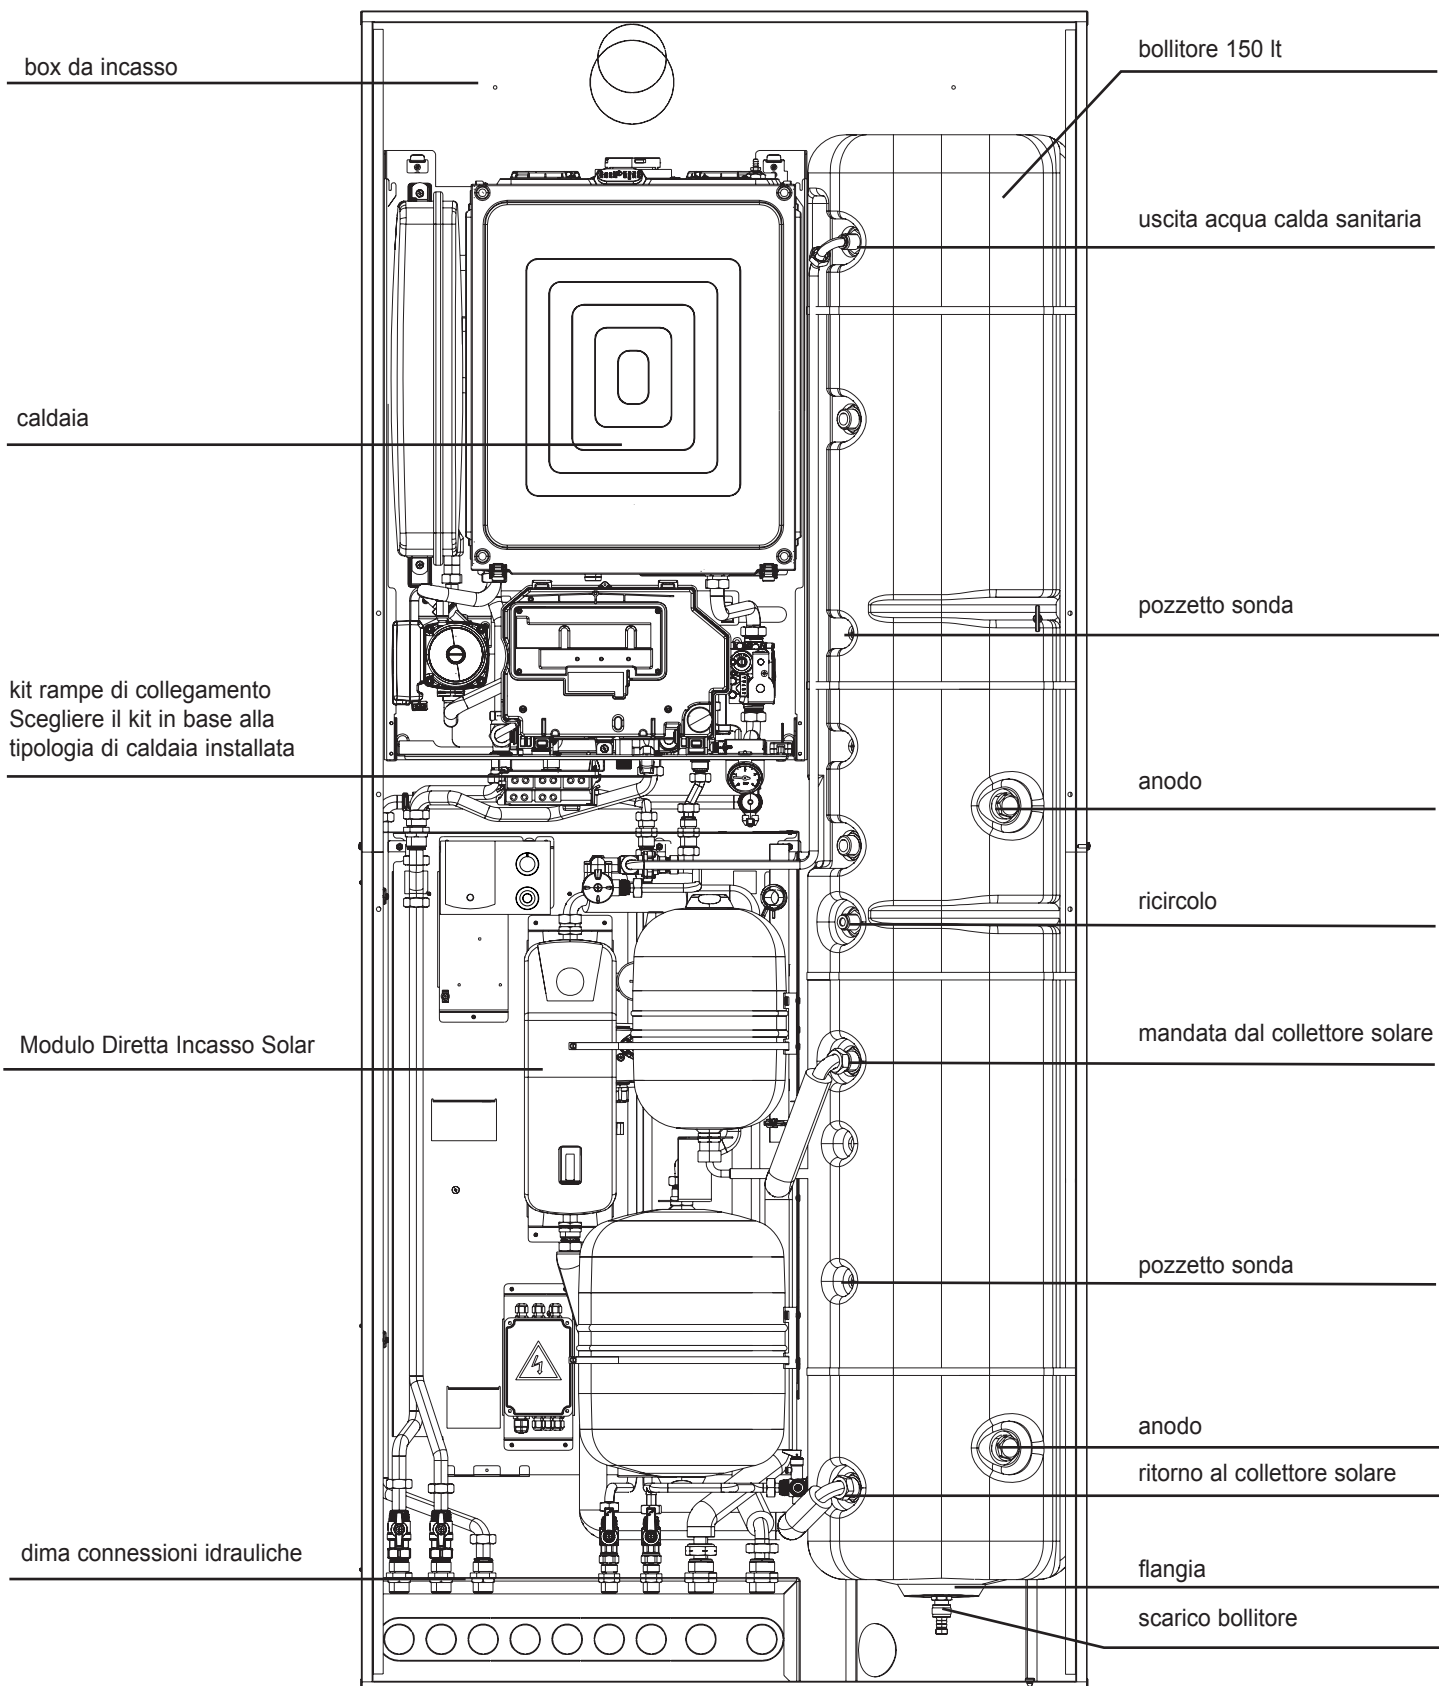 box da incasso
bollitore 150 lt
uscita acqua calda sanitaria
caldaia
pozzetto sonda
kit rampe di collegamento
Scegliere il kit in base alla
tipologia di caldaia installata
anodo
ricircolo
Modulo Diretta Incasso Solar
mandata dal collettore solare
pozzetto sonda
anodo
ritorno al collettore solare
dima connessioni idrauliche
flangia
scarico bollitore